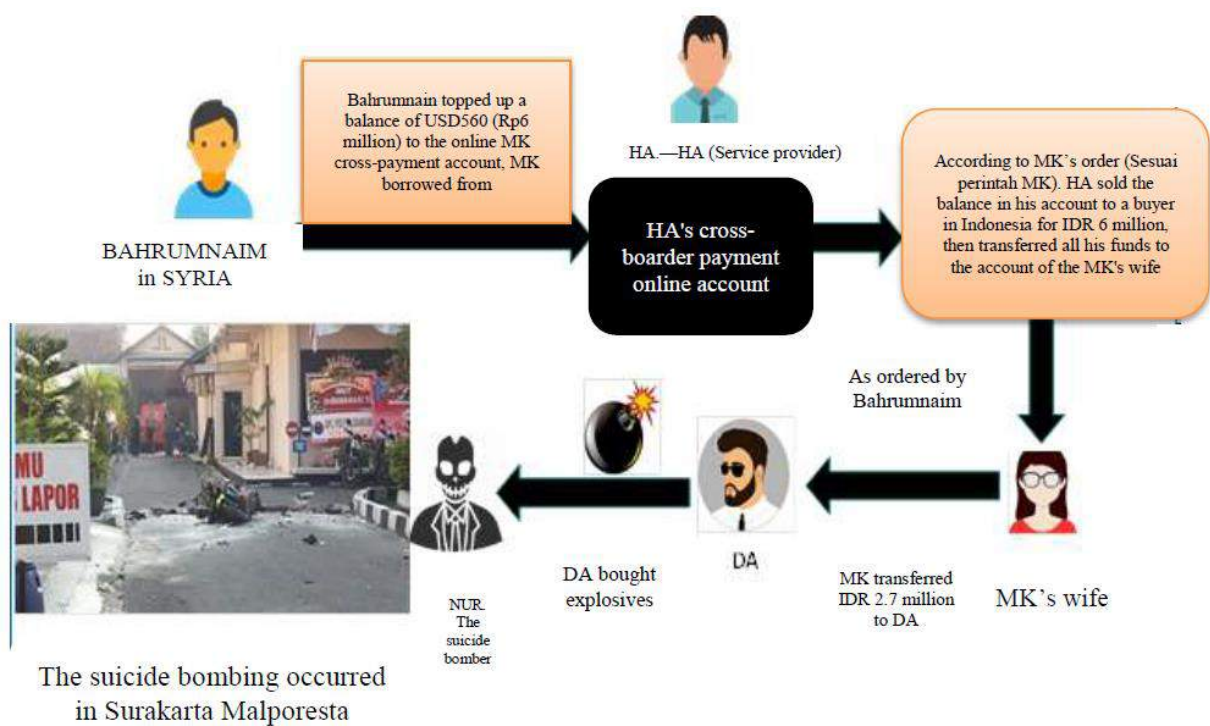 Bahrumnain topped up a
balance of USD560 (Rp6
million) to the online MK
cross-payment account, MK
borrowed from
HA.—HA (Service provider)
According to MK’s order (Sesuai
perintah MK). HA sold the
balance in his account to a buyer
in Indonesia for IDR 6 million,
then transferred all his funds to
the account of the MK's wife
BAHRUMNAIM
in SYRIA
HA's cross-
boarder payment
online account
As ordered by
Bahrumnaim
MU
LAPOR
DA
DA bought
explosives
MK transferred
IDR 2.7 million
to DA
MK’s wife
NUR.
The
suicide
bomber
The suicide bombing occurred
in Surakarta Malporesta